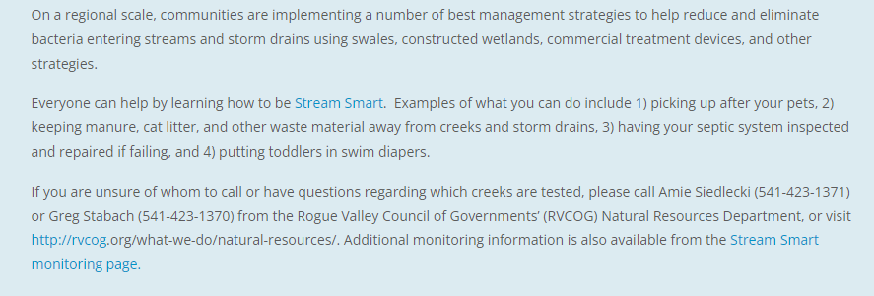 On a regional scale, communities are implementing a number of best management strategies to help reduce and eliminate
bacteria entering streams and storm drains using swales, constructed wetlands, commercial treatment devices, and other
strategies.
Everyone can help by learning how to be Stream Smart.  Examples of what you can do include 1) picking up after your pets, 2)
keeping manure, cat litter, and other waste material away from creeks and storm drains, 3) having your septic system inspected
and repaired if failing, and 4) putting toddlers in swim diapers.
If you are unsure of whom to call or have questions regarding which creeks are tested, please call Amie Siedlecki (541-423-1371)
or Greg Stabach (541-423-1370) from the Rogue Valley Council of Governments' (RVCOG) Natural Resources Department, or visit
http://rvcog.org/what-we-do/natural-resources/. Additional monitoring information is also available from the Stream Smart
monitoring page.